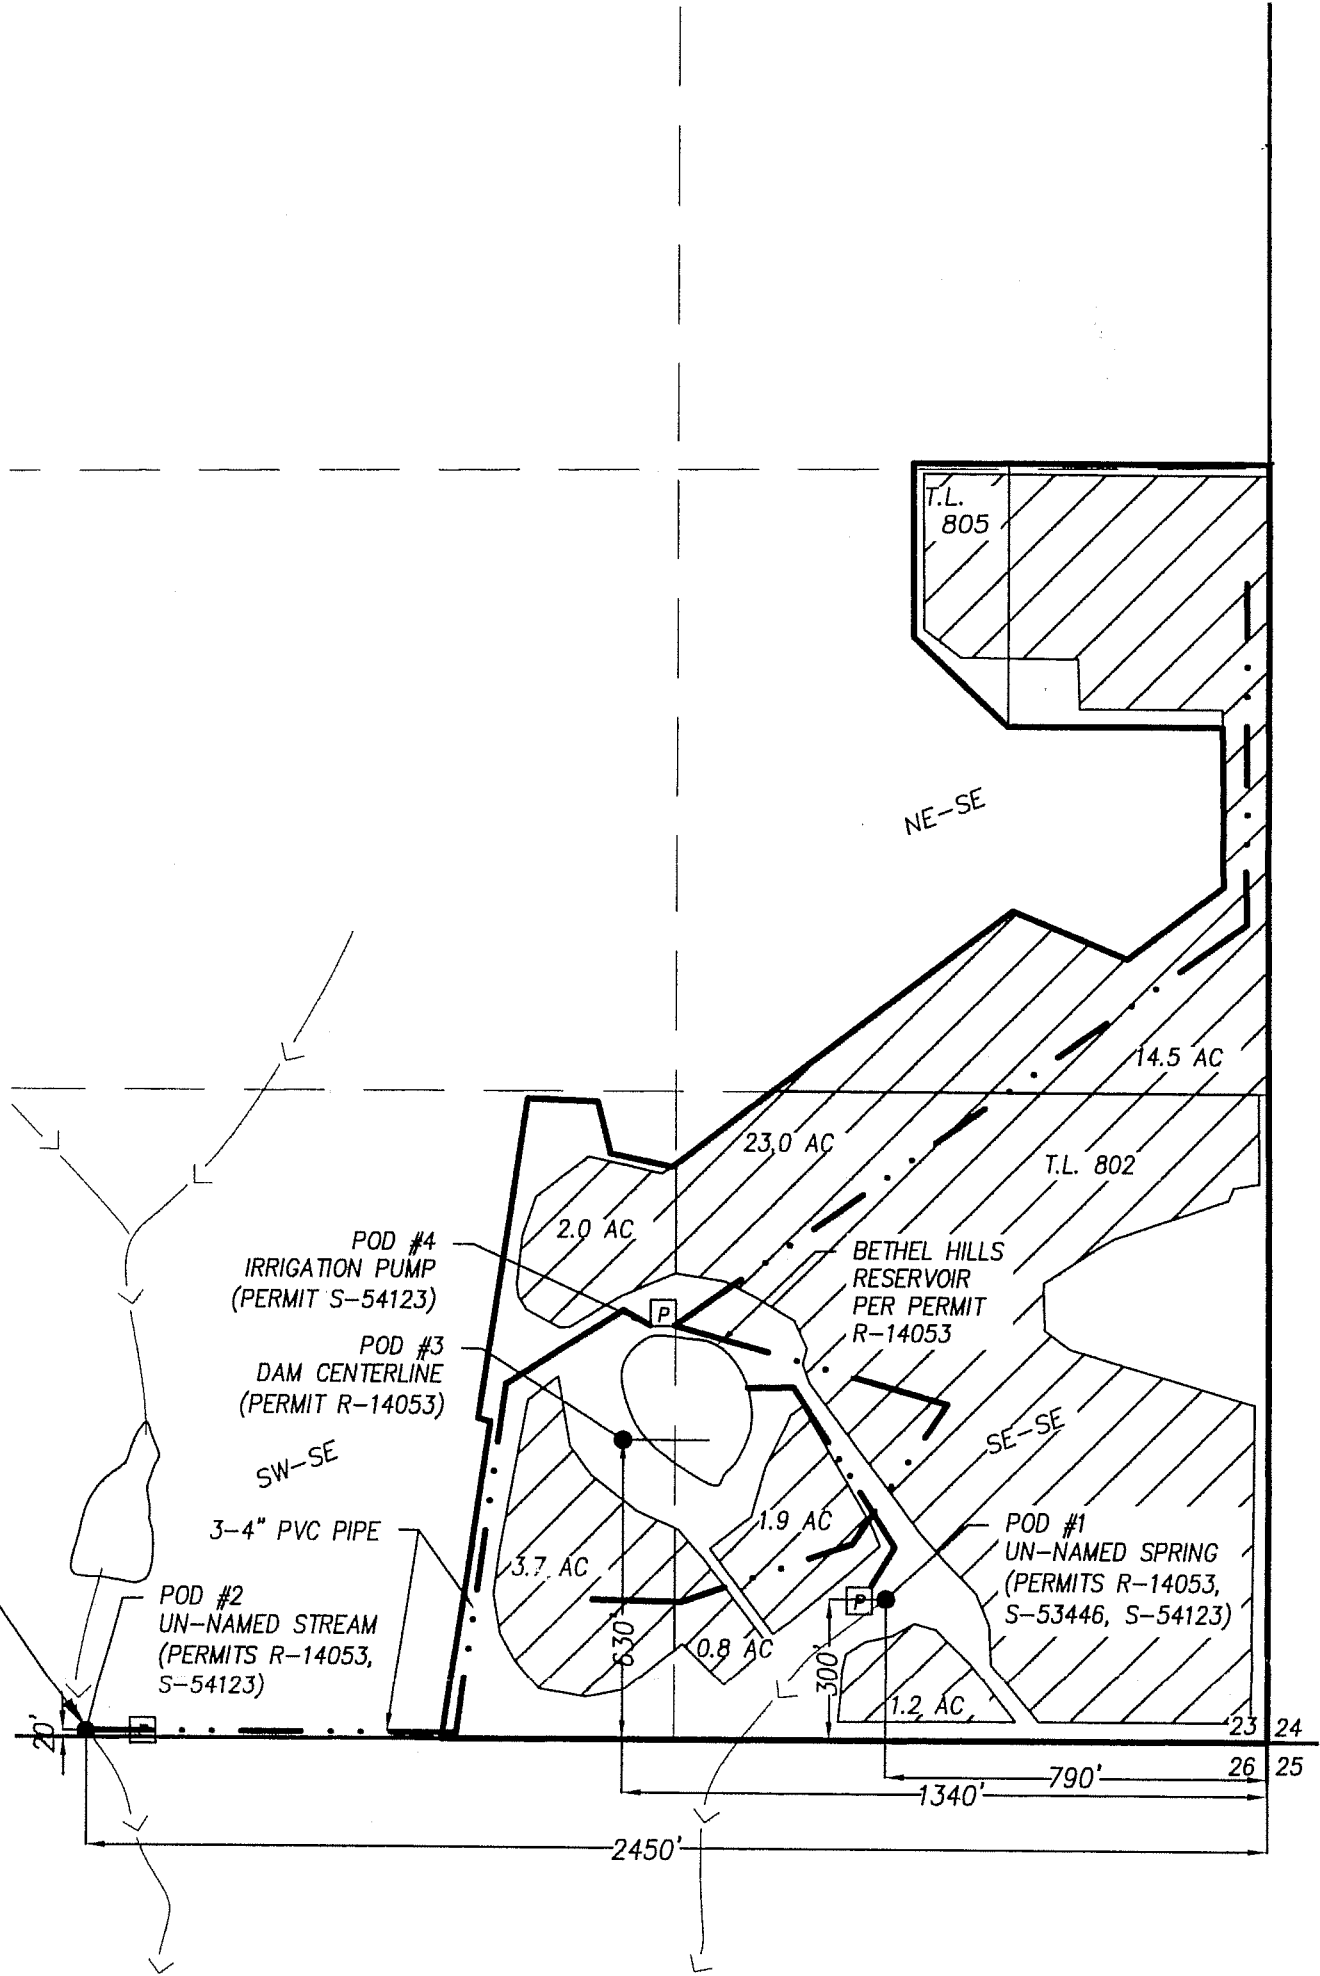 T.L.
805
NE-SE
14.5 AC
23.0 AC
T.L. 802
2.0 AC
POD #4
IRRIGATION PUMP
(PERMIT S-54123)
BETHEL HILLS
RESERVOIR
PER PERMIT
R-14053
P
POD #3
DAM CENTERLINE
(PERMIT R-14053)
SW-SE
SE-SE
3-4" PVC PIPE
1.9 AC
POD #1
UN-NAMED SPRING
(PERMITS R-14053,
S-53446, S-54123)
3.7 AC
P
POD #2
UN-NAMED STREAM
(PERMITS R-14053,
S-54123)
630'
0.8 AC
300'
1.2 AC
20'
23 24
26 25
790'
1340'
2450'